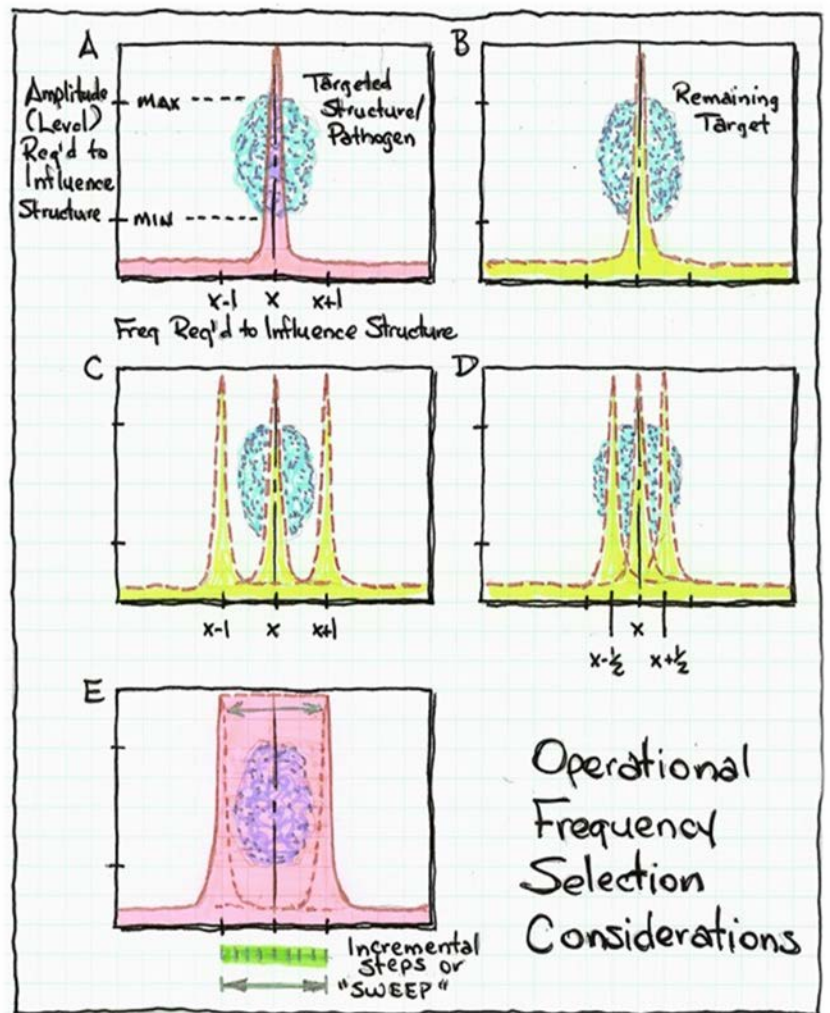 A
Amplitude
(Level)
Req'd to
Influence
Structure
MAX
MIN
Targeted
Structure/
Pathogen
x-1 x x+1
Freq Req'd to Influence Structure
B
Remaining
Target
C
x-1 x x+1
D
x
x-½ x+½
E
Incremental
Steps or
"SWEEP"
Operational
Frequency
Selection
Considerations